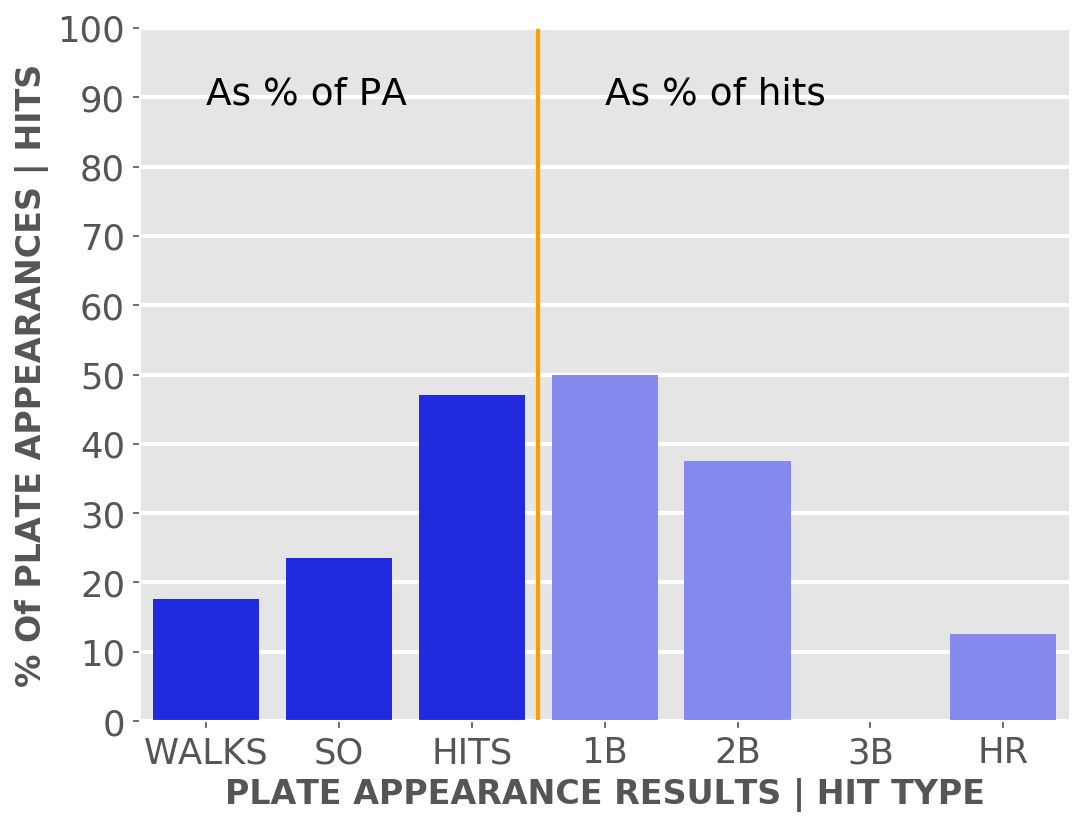 % Of PLATE APPEARANCES | HITS
100
90
80
70
60
50
40
30
20
10
0
As % of PA
As % of hits
WALKS SO HITS 1B 2B 3B HR
PLATE APPEARANCE RESULTS | HIT TYPE